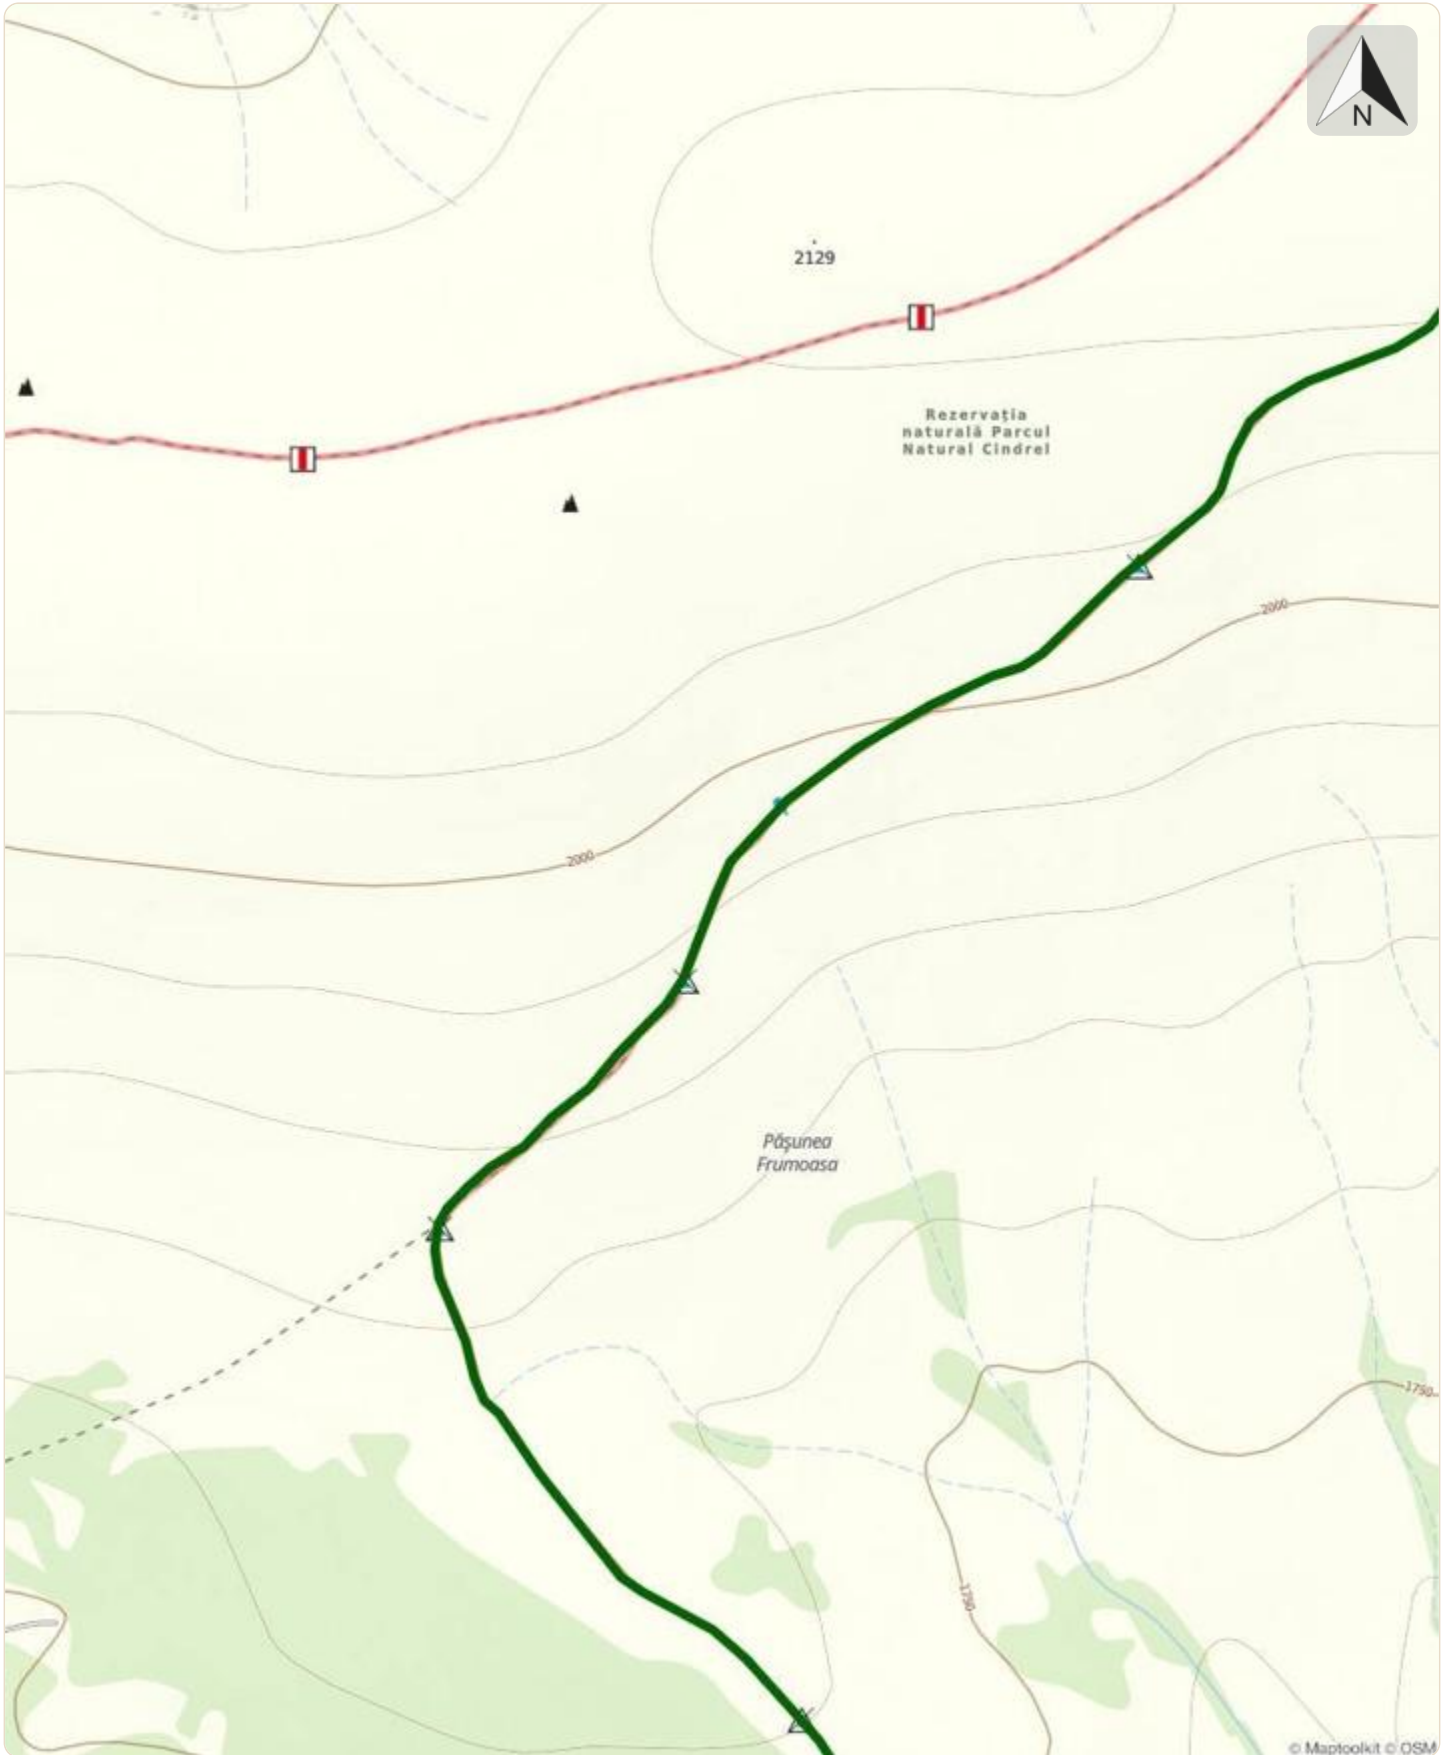 N
2129
Rezervația
naturală Parcul
Natural Cindrel
2000
2000
Pășunea
Frumoasa
1750
1750
© Maptoolkit © OSM